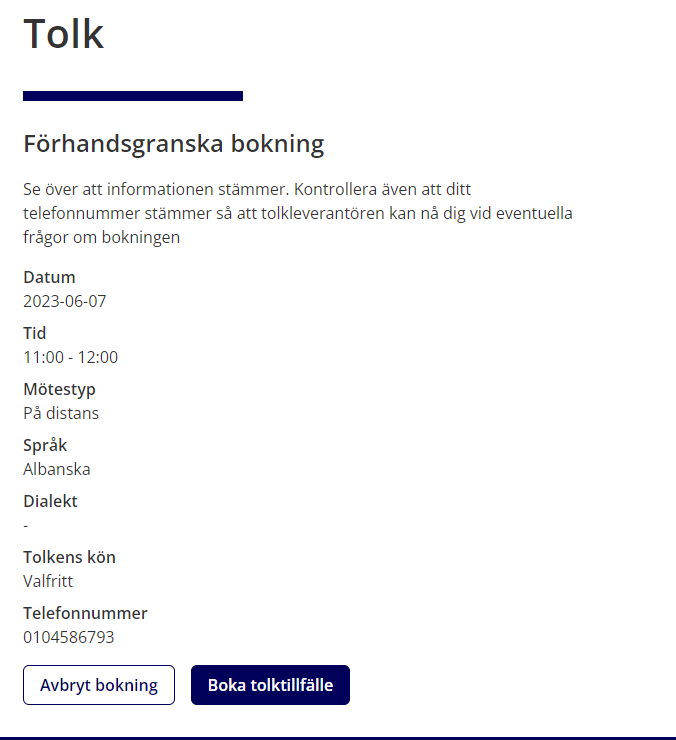 Tolk
Förhandsgranska bokning
Se över att informationen stämmer. Kontrollera även att ditt
telefonnummer stämmer så att tolkleverantören kan nå dig vid eventuella
frågor om bokningen
Datum
2023-06-07
Tid
11:00 - 12:00
Mötestyp
På distans
Språk
Albanska
Dialekt
-
Tolkens kön
Valfritt
Telefonnummer
0104586793
Avbryt bokning Boka tolktillfälle